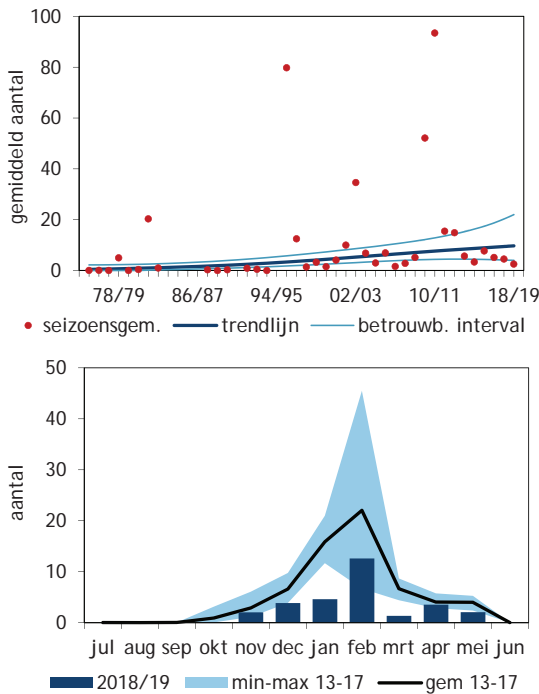 gemiddeld aantal
100
80
60
40
20
0
78/79 86/87 94/95 02/03 10/11 18/19
seizoensgem. trendlijn betrouwb. interval
aantal
50
40
30
20
10
0
jul aug sep okt nov dec jan feb mrt apr mei jun
2018/19 min-max 13-17 gem 13-17